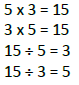 5 x 3 = 15
3 x 5 = 15
15 ÷ 5 = 3
15 ÷ 3 = 5